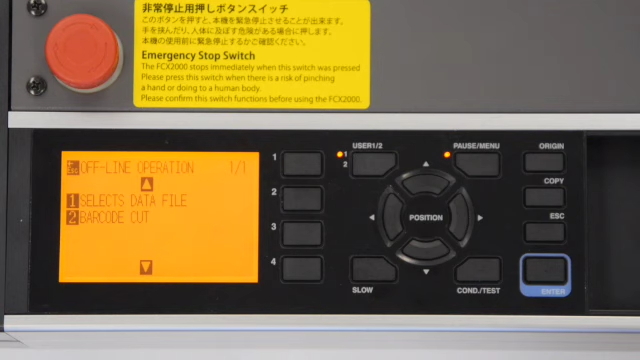 非常停止用押しボタンスイッチ
このボタンを押すと、本機を緊急停止させることが出来ます。
手を挟んだり、人体に及ぼす危険がある場合に押します。
本機の使用前に緊急停止するかご確認ください。
Emergency Stop Switch
The FCX2000 stops immediately when this switch was pressed
Please press this switch when there is a risk of pinching
a hand or doing to a human body.
Please confirm this switch functions before using the FCX2000.
OFF-LINE OPERATION 1/1
1 SELECTS DATA FILE
2 BARCODE CUT
1
2
3
4
USER1/2
1
2
PAUSE/MENU
ORIGIN
COPY
POSITION
ESC
SLOW
COND./TEST
ENTER